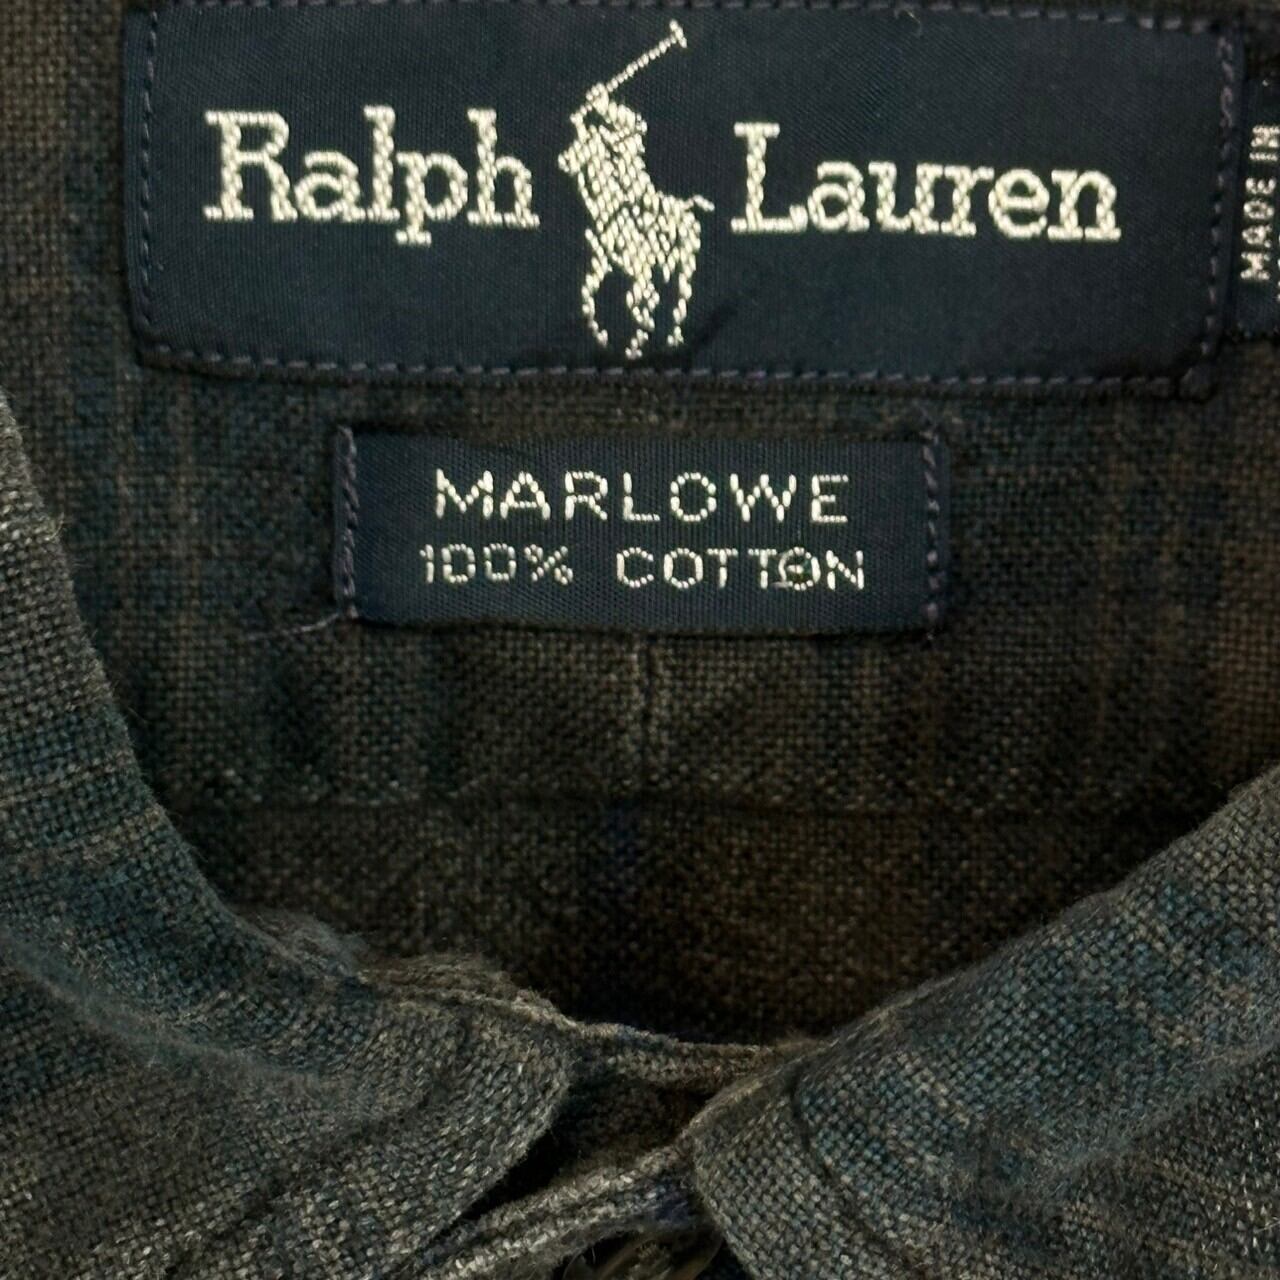 Ralph Lauren
MADE IN
MARLOWE
100% COTTON